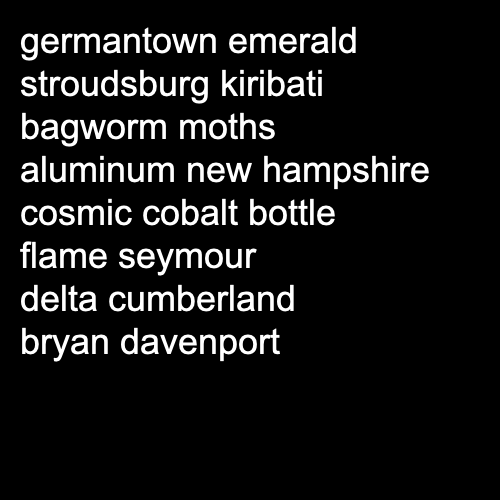 germantown emerald
stroudsburg kiribati
bagworm moths
aluminum new hampshire
cosmic cobalt bottle
flame seymour
delta cumberland
bryan davenport